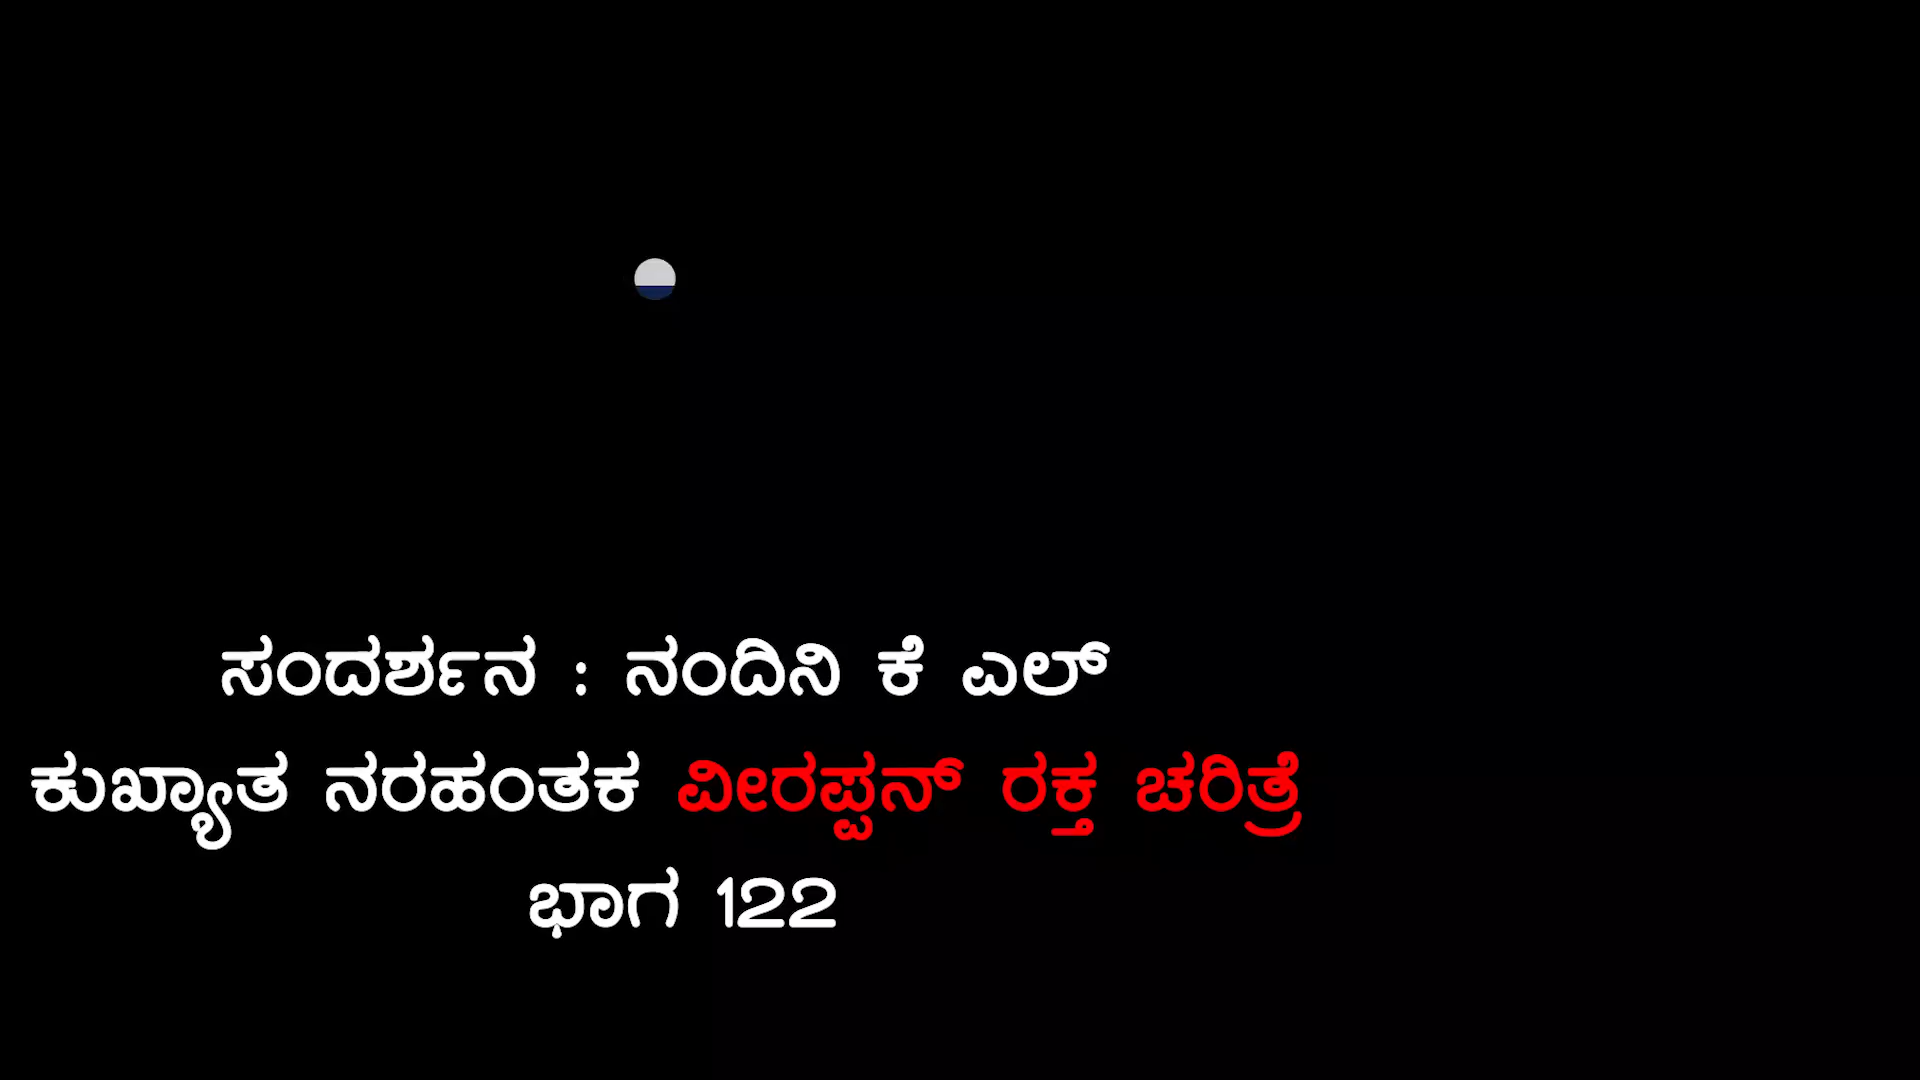 ಸಂದರ್ಶನ : ನಂದಿನಿ ಕೆ ಎಲ್
ಕುಖ್ಯಾತ ನರಹಂತಕ ವೀರಪ್ಪನ್ ರಕ್ತ ಚರಿತ್ರೆ
ಭಾಗ 122